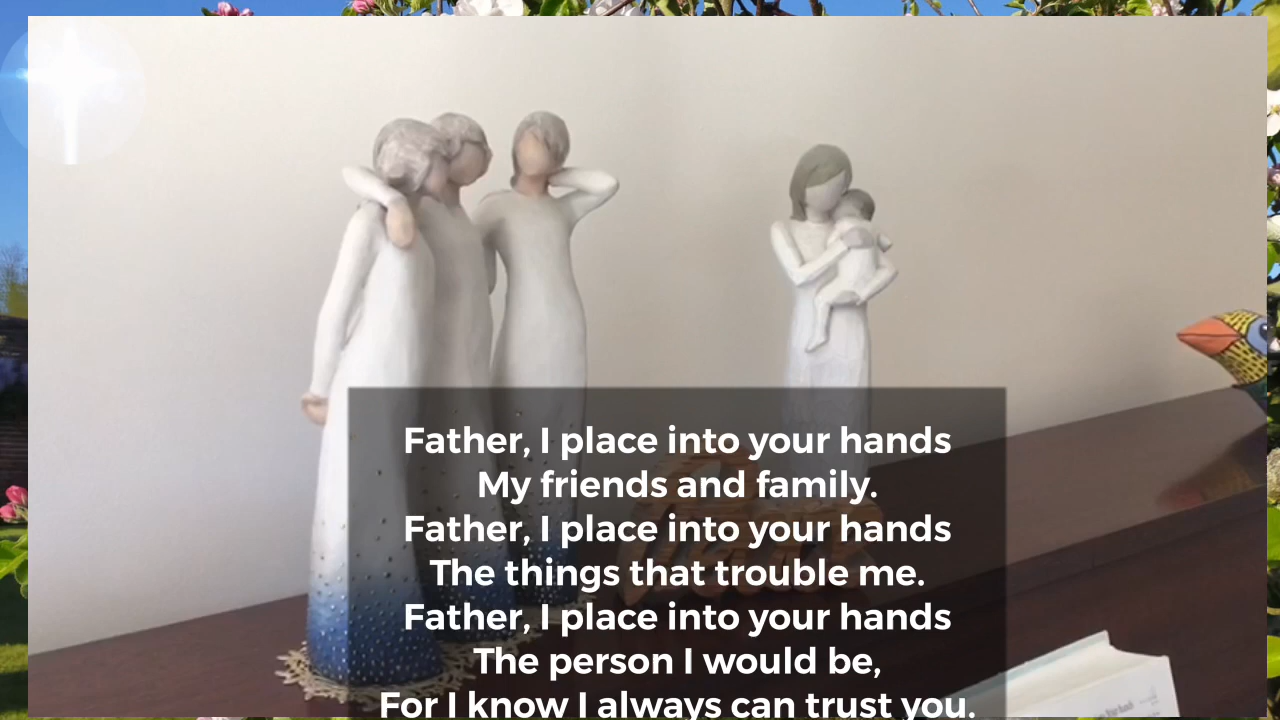 Father, I place into your hands
My friends and family.
Father, I place into your hands
The things that trouble me.
Father, I place into your hands
The person I would be,
For I know I always can trust you.